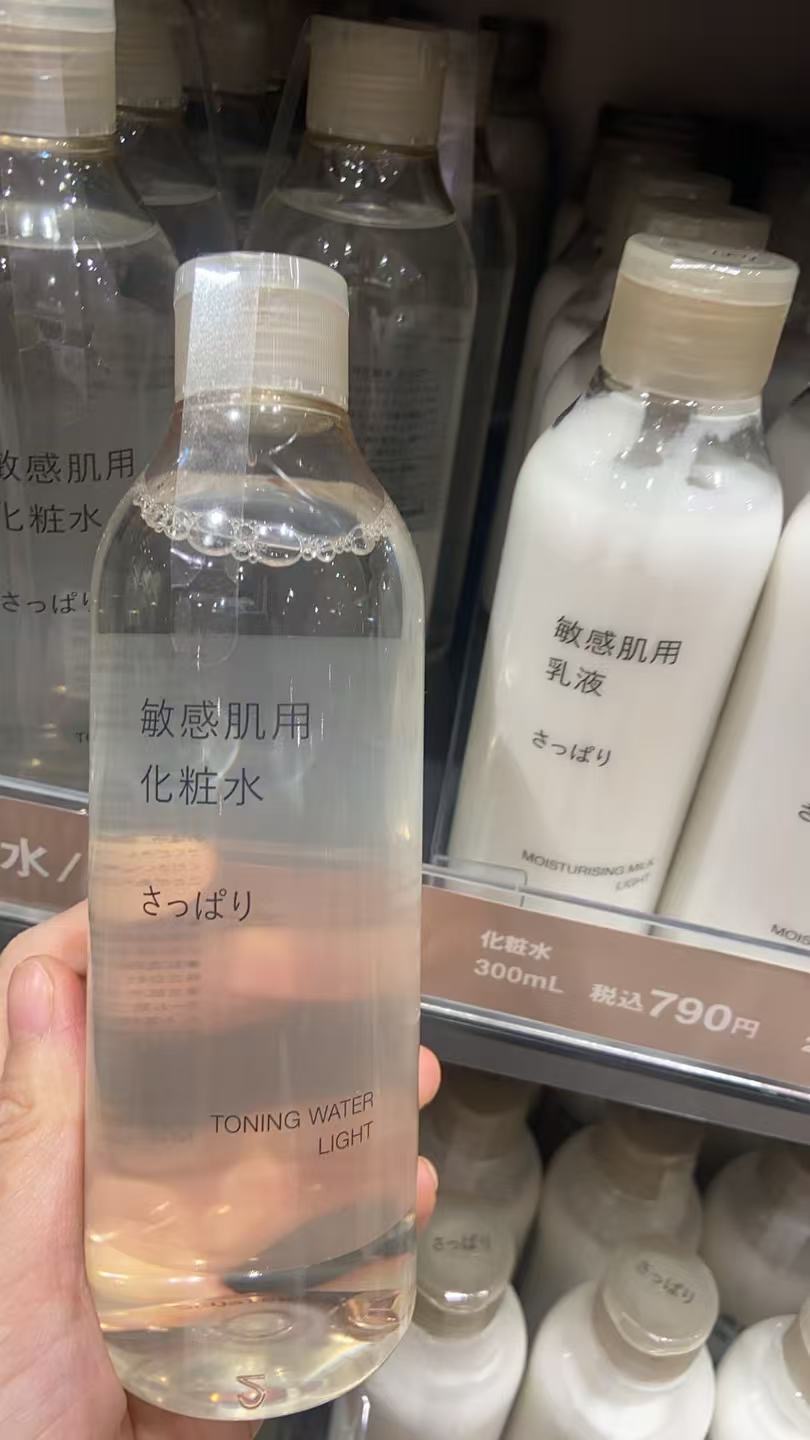 敏感肌用
化粧水
さっぱり
TONING WATER
LIGHT
敏感肌用
乳液
さっぱり
MOISTURISING MILK
LIGHT
感肌用
化粧水
さっぱり
水 /
化粧水
300mL 税込790円
さっぱり
さっぱり